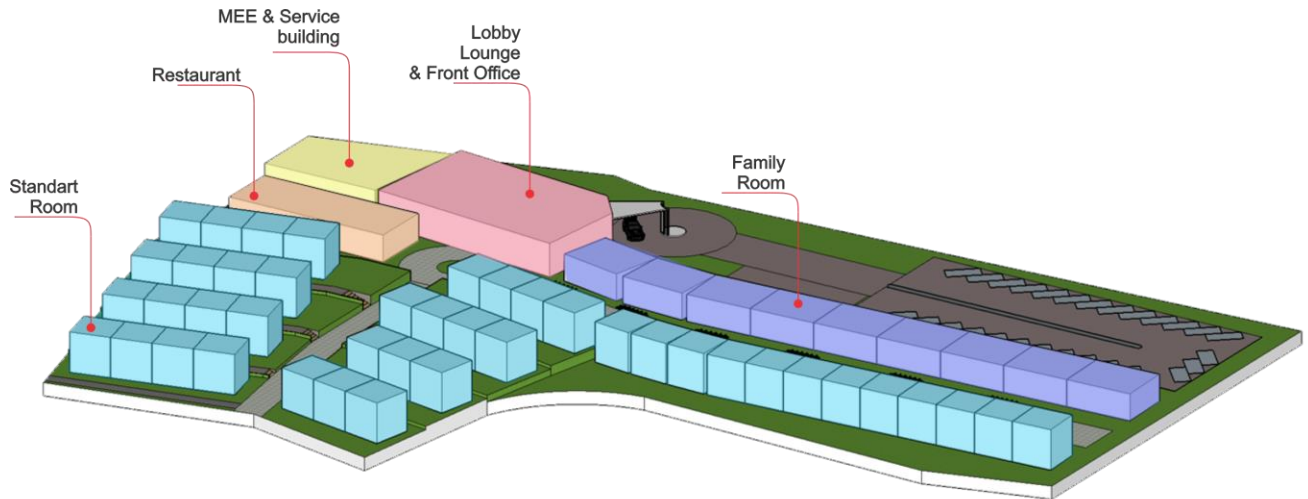 MEE & Service
building
Lobby
Lounge
& Front Office
Restaurant
Family
Room
Standart
Room